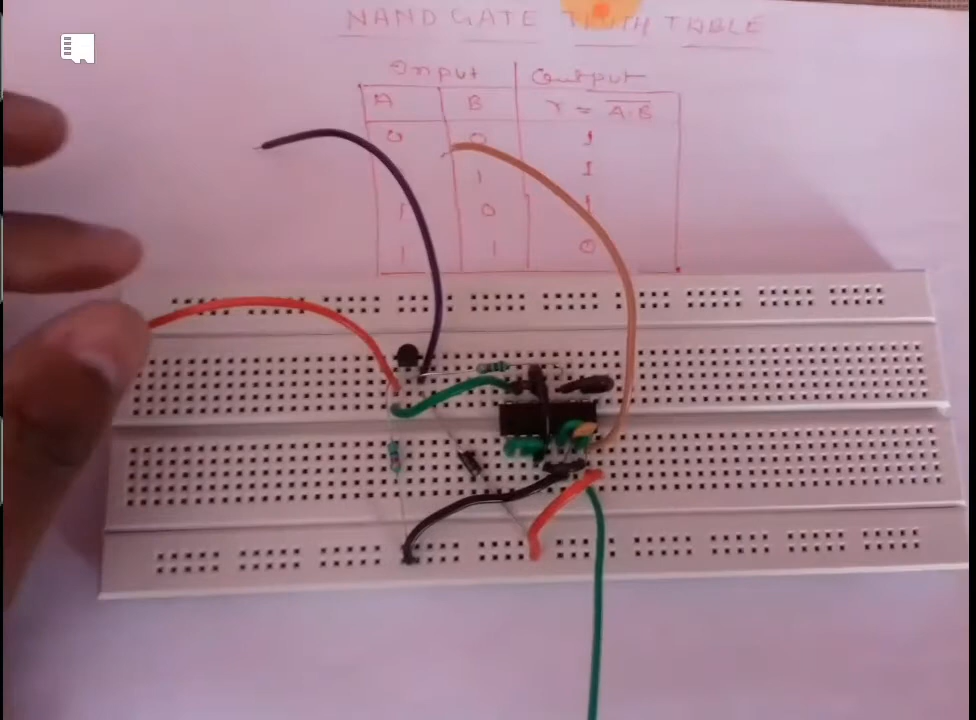 NAND GATE TRUTH TABLE
Input Output
A B Y = A.B
0 0 1
1 1
1 0 1
1 1 0